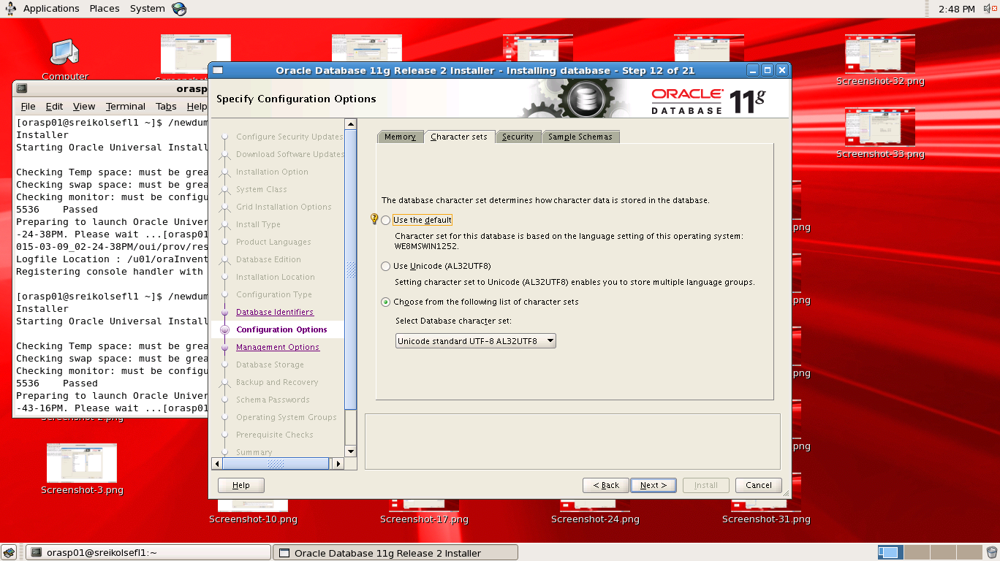 Applications Places System
2:48 PM
Computer
Screenshot-32.png
Screenshot-33.png
png
png
png
png
Screenshot-2.png
Screenshot-3.png
Screenshot-10.png
Screenshot-17.png
Screenshot-24.png
Screenshot-31.png
orasp
File Edit View Terminal Tabs Help
[orasp01@sreikolsefl1 ~]$ /newdum
Installer
Starting Oracle Universal Install
Checking Temp space: must be grea
Checking swap space: must be grea
Checking monitor: must be configu
5536    Passed
Preparing to launch Oracle Univer
-24-38PM. Please wait ...[orasp01
015-03-09_02-24-38PM/oui/prov/res
Logfile Location : /u01/oraInvent
Registering console handler with
[orasp01@sreikolsefl1 ~]$ /newdum
Installer
Starting Oracle Universal Install
Checking Temp space: must be grea
Checking swap space: must be grea
Checking monitor: must be configu
5536    Passed
Preparing to launch Oracle Univer
-43-16PM. Please wait ...[orasp01
Oracle Database 11g Release 2 Installer - Installing database - Step 12 of 21
Specify Configuration Options
ORACLE
DATABASE 11g
Configure Security Updates
Download Software Updates
Installation Option
System Class
Grid Installation Options
Install Type
Product Languages
Database Edition
Installation Location
Configuration Type
Database Identifiers
Configuration Options
Management Options
Database Storage
Backup and Recovery
Schema Passwords
Operating System Groups
Prerequisite Checks
Summary
Memory Character sets Security Sample Schemas
The database character set determines how character data is stored in the database.
Use the default
Character set for this database is based on the language setting of this operating system:
WE8MSWIN1252.
Use Unicode (AL32UTF8)
Setting character set to Unicode (AL32UTF8) enables you to store multiple language groups.
Choose from the following list of character sets
Select Database character set:
Unicode standard UTF-8 AL32UTF8
Help < Back Next > Install Cancel
orasp01@sreikolsefl1:~ Oracle Database 11g Release 2 Installer